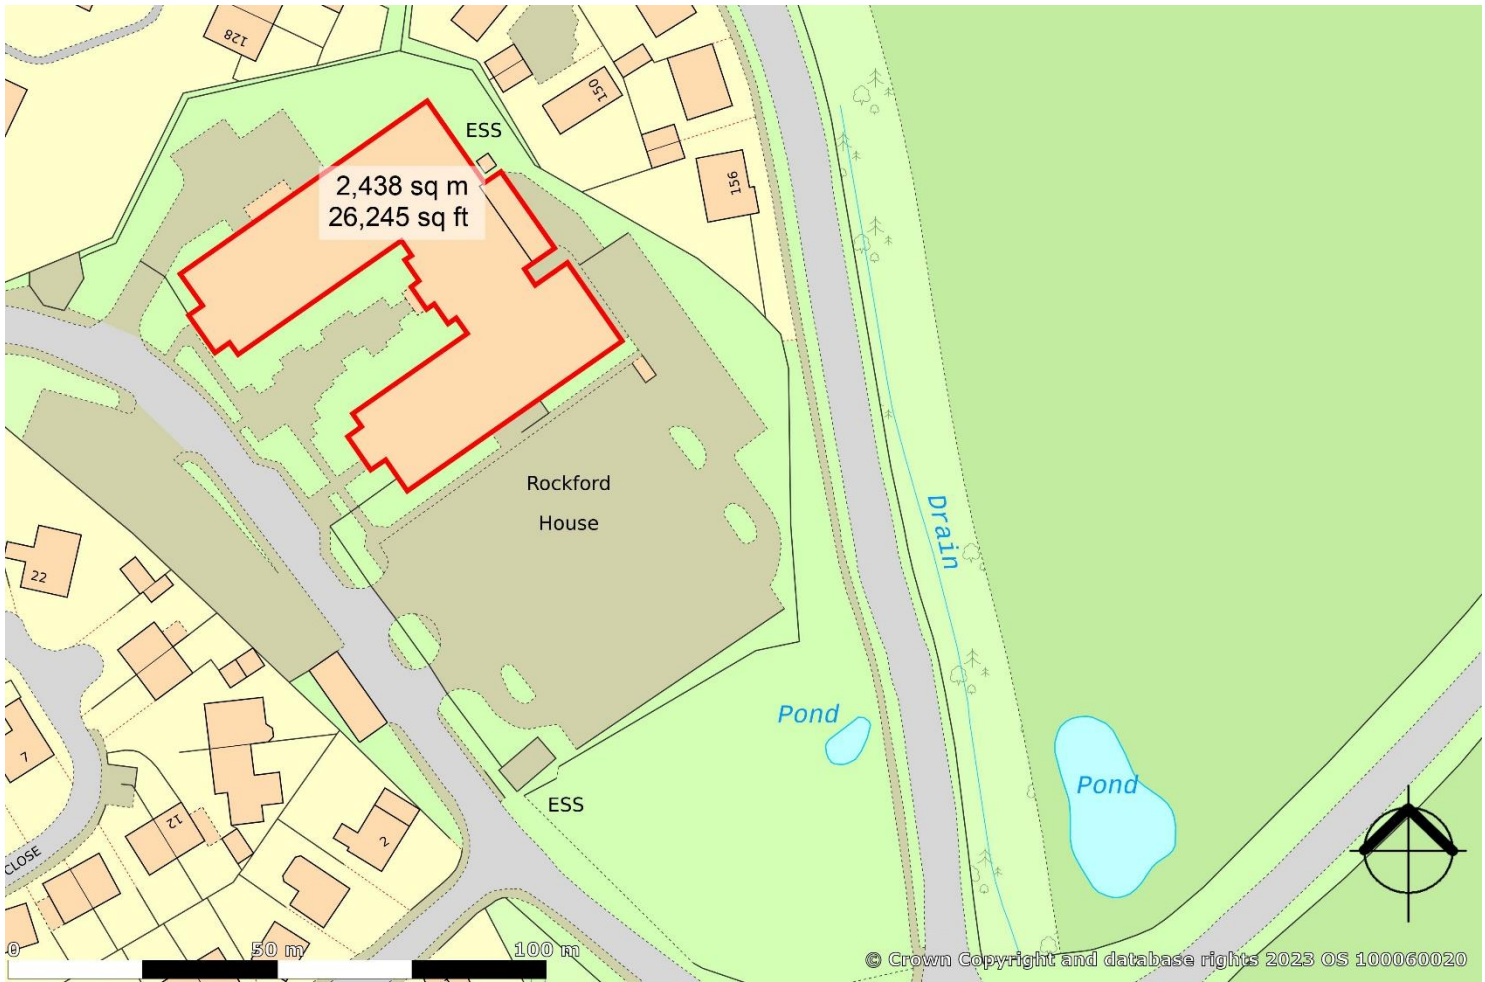 128
150
ESS
156
2,438 sq m
26,245 sq ft
Rockford
House
Drain
22
Pond
Pond
7
ESS
12
2
CLOSE
0
50 m
100 m
© Crown Copyright and database rights 2023 OS 100060020